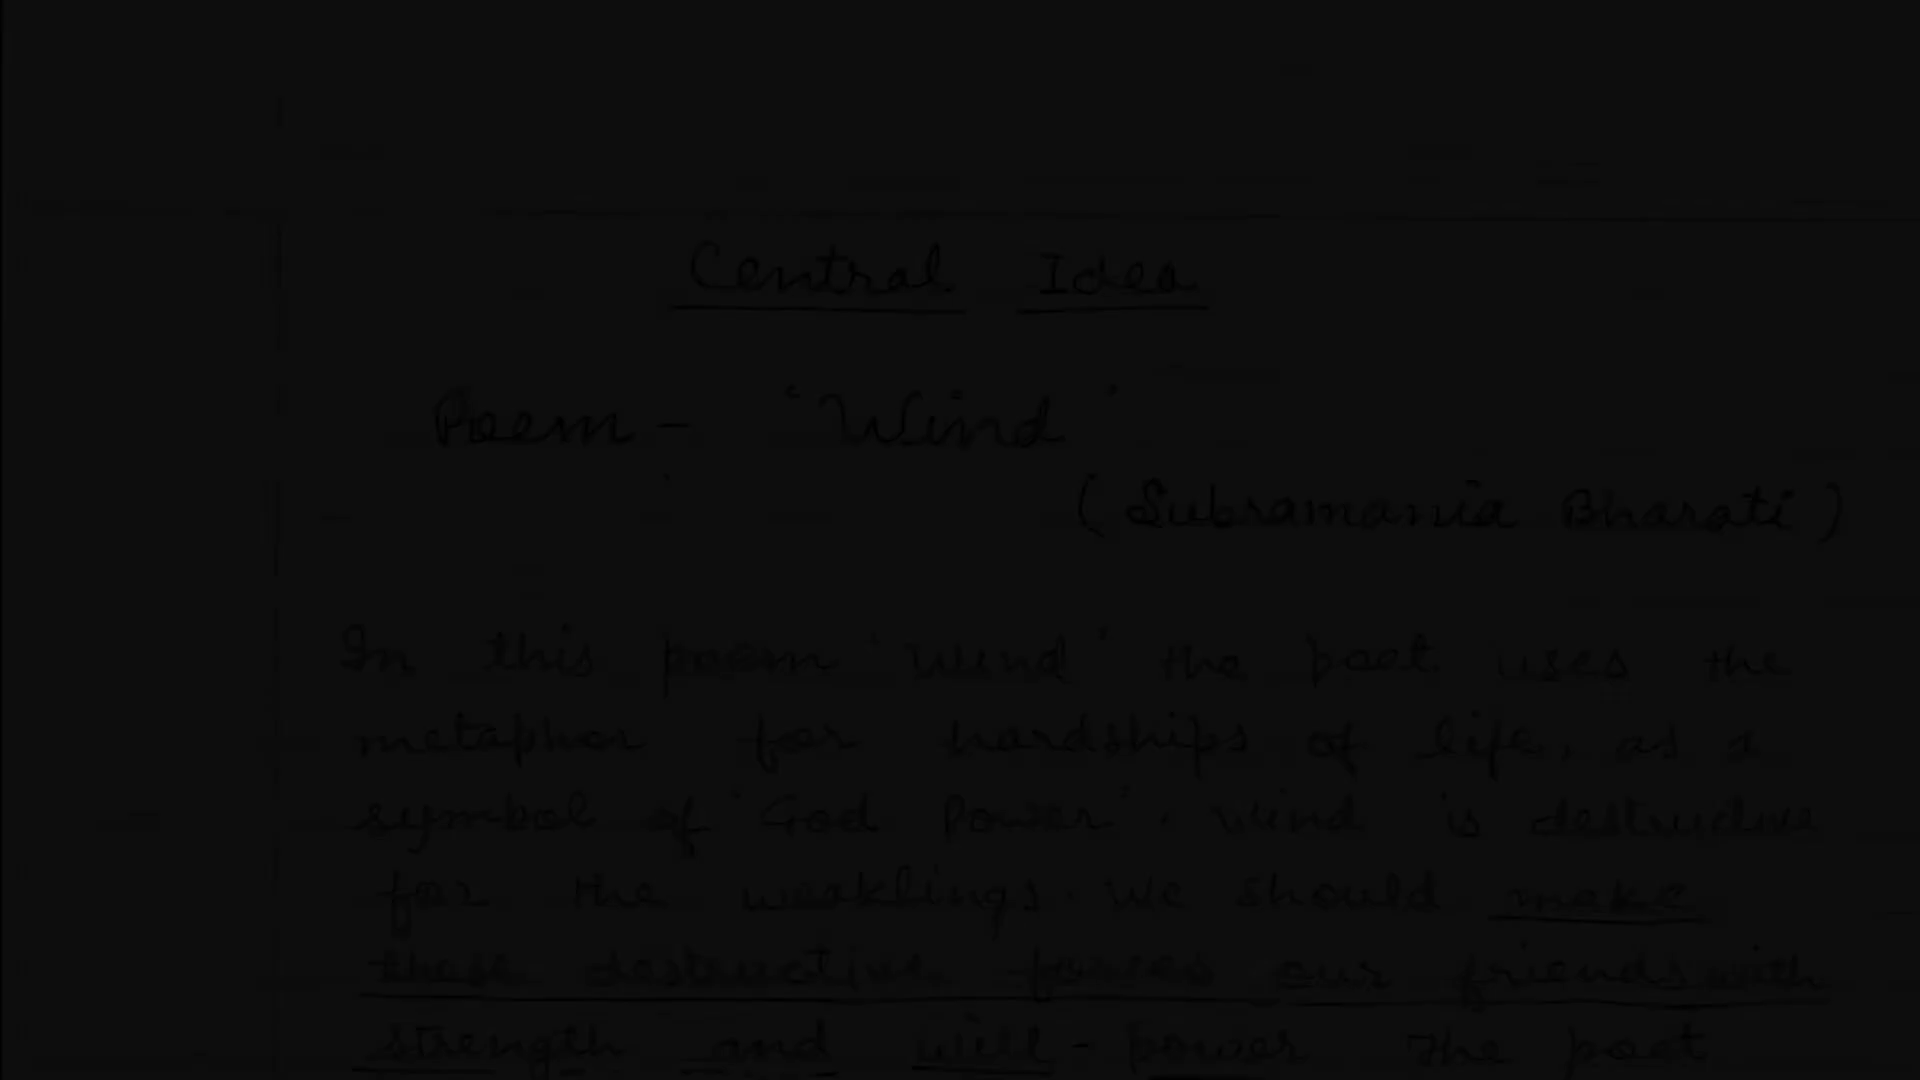 Central Idea
Poem - 'Wind'
(Subramania Bharati)
In this poem 'Wind' the poet uses the
metaphor for hardships of life, as a
symbol of 'God Power'. Wind is destructive
for the weaklings. We should make
these destructive forces our friends with
strength and will-power The poet